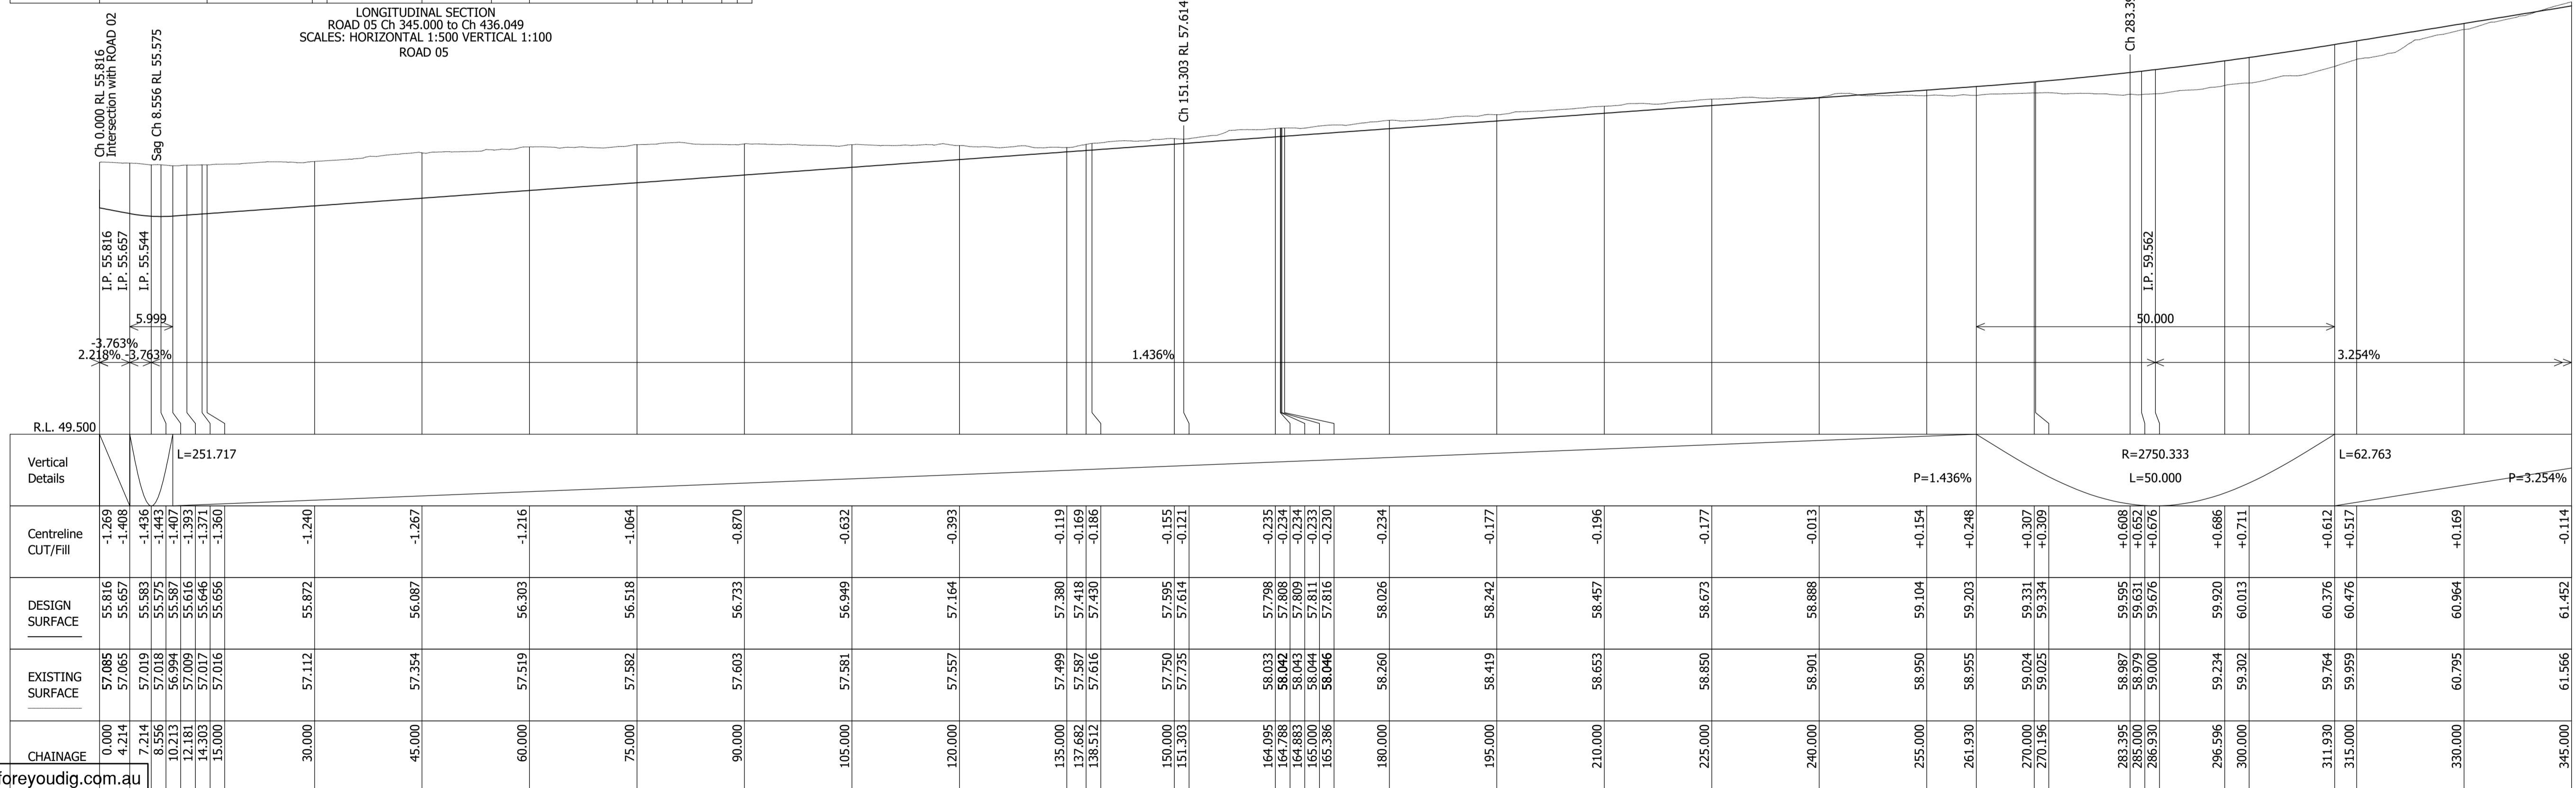 LONGITUDINAL SECTION
ROAD 05 Ch 345.000 to Ch 436.049
SCALES: HORIZONTAL 1:500 VERTICAL 1:100
ROAD 05
Ch 0.000 RL 55.816
Intersection with ROAD 02
Sag Ch 8.556 RL 55.575
Ch 151.303 RL 57.614
Ch 283.39
I.P. 55.816
I.P. 55.657
I.P. 55.544
I.P. 59.562
5.999
50.000
-3.763%
2.218% -3.763%
1.436%
3.254%
R.L. 49.500
Vertical
Details
L=251.717
P=1.436%
R=2750.333
L=50.000
L=62.763
P=3.254%
Centreline
CUT/Fill
-1.269 -1.408 -1.436 -1.443 -1.407 -1.393 -1.371 -1.360 -1.240 -1.267 -1.216 -1.064 -0.870 -0.632 -0.393 -0.119 -0.169 -0.186 -0.155 -0.121 -0.235 -0.234 -0.234 -0.233 -0.230 -0.234 -0.177 -0.196 -0.177 -0.013 +0.154 +0.248 +0.307 +0.309 +0.608 +0.652 +0.676 +0.686 +0.711 +0.612 +0.517 +0.169 -0.114
DESIGN
SURFACE
55.816 55.657 55.583 55.575 55.587 55.616 55.646 55.656 55.872 56.087 56.303 56.518 56.733 56.949 57.164 57.380 57.418 57.430 57.595 57.614 57.798 57.808 57.809 57.811 57.816 58.026 58.242 58.457 58.673 58.888 59.104 59.203 59.331 59.334 59.595 59.631 59.676 59.920 60.013 60.376 60.476 60.964 61.452
EXISTING
SURFACE
57.085 57.065 57.019 57.018 56.994 57.009 57.017 57.016 57.112 57.354 57.519 57.582 57.603 57.581 57.557 57.499 57.587 57.616 57.750 57.735 58.033 58.042 58.043 58.044 58.046 58.260 58.419 58.653 58.850 58.901 58.950 58.955 59.024 59.025 58.987 58.979 59.000 59.234 59.302 59.764 59.959 60.795 61.566
CHAINAGE
0.000 4.214 7.214 8.556 10.213 12.181 14.303 15.000 30.000 45.000 60.000 75.000 90.000 105.000 120.000 135.000 137.682 138.512 150.000 151.303 164.095 164.788 164.883 165.000 165.386 180.000 195.000 210.000 225.000 240.000 255.000 261.930 270.000 270.196 283.395 285.000 286.930 296.596 300.000 311.930 315.000 330.000 345.000
foreyoudig.com.au